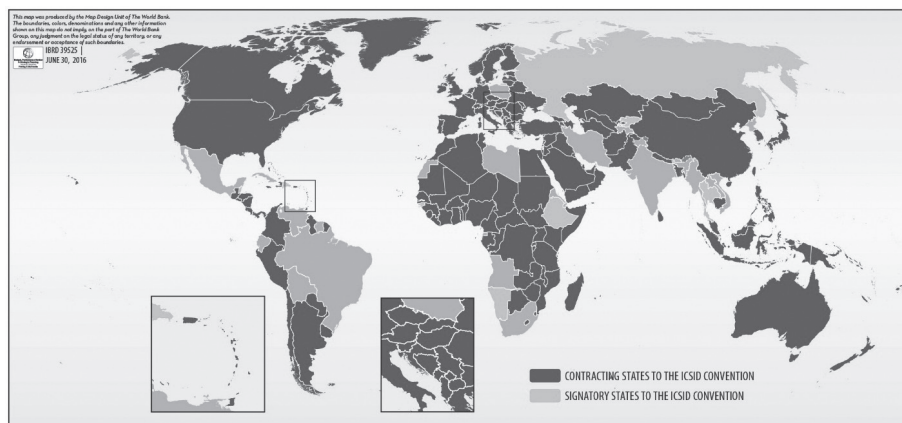 This map was produced by the Map Design Unit of The World Bank.
The boundaries, colors, denominations and any other information
shown on this map do not imply, on the part of The World Bank
Group, any judgment on the legal status of any territory, or any
endorsement or acceptance of such boundaries.
IBRD 39525
JUNE 30, 2016
CONTRACTING STATES TO THE ICSID CONVENTION
SIGNATORY STATES TO THE ICSID CONVENTION